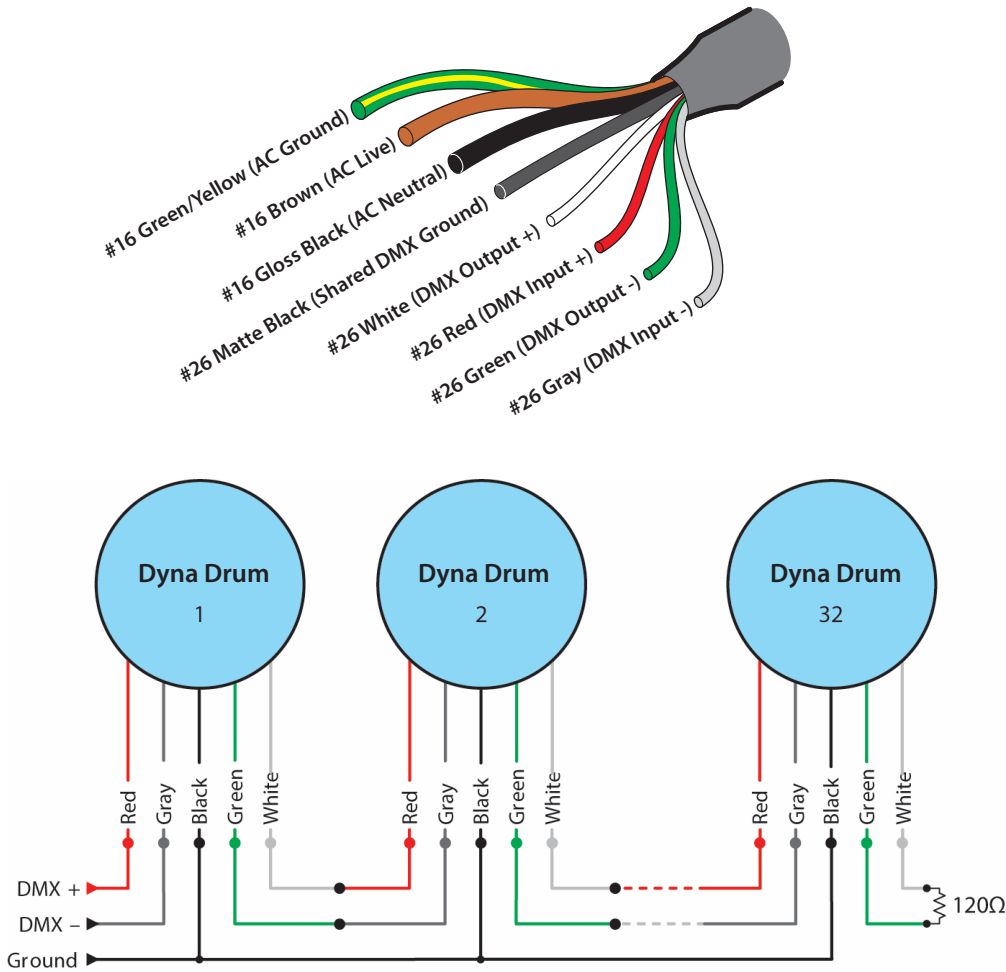 #16 Green/Yellow (AC Ground)
#16 Brown (AC Live)
#16 Gloss Black (AC Neutral)
#26 Matte Black (Shared DMX Ground)
#26 White (DMX Output +)
#26 Red (DMX Input +)
#26 Green (DMX Output -)
#26 Gray (DMX Input -)
Dyna Drum
1
Dyna Drum
2
Dyna Drum
32
Red
Gray
Black
Green
White
Red
Gray
Black
Green
White
Red
Gray
Black
Green
White
DMX +
DMX –
Ground
120Ω